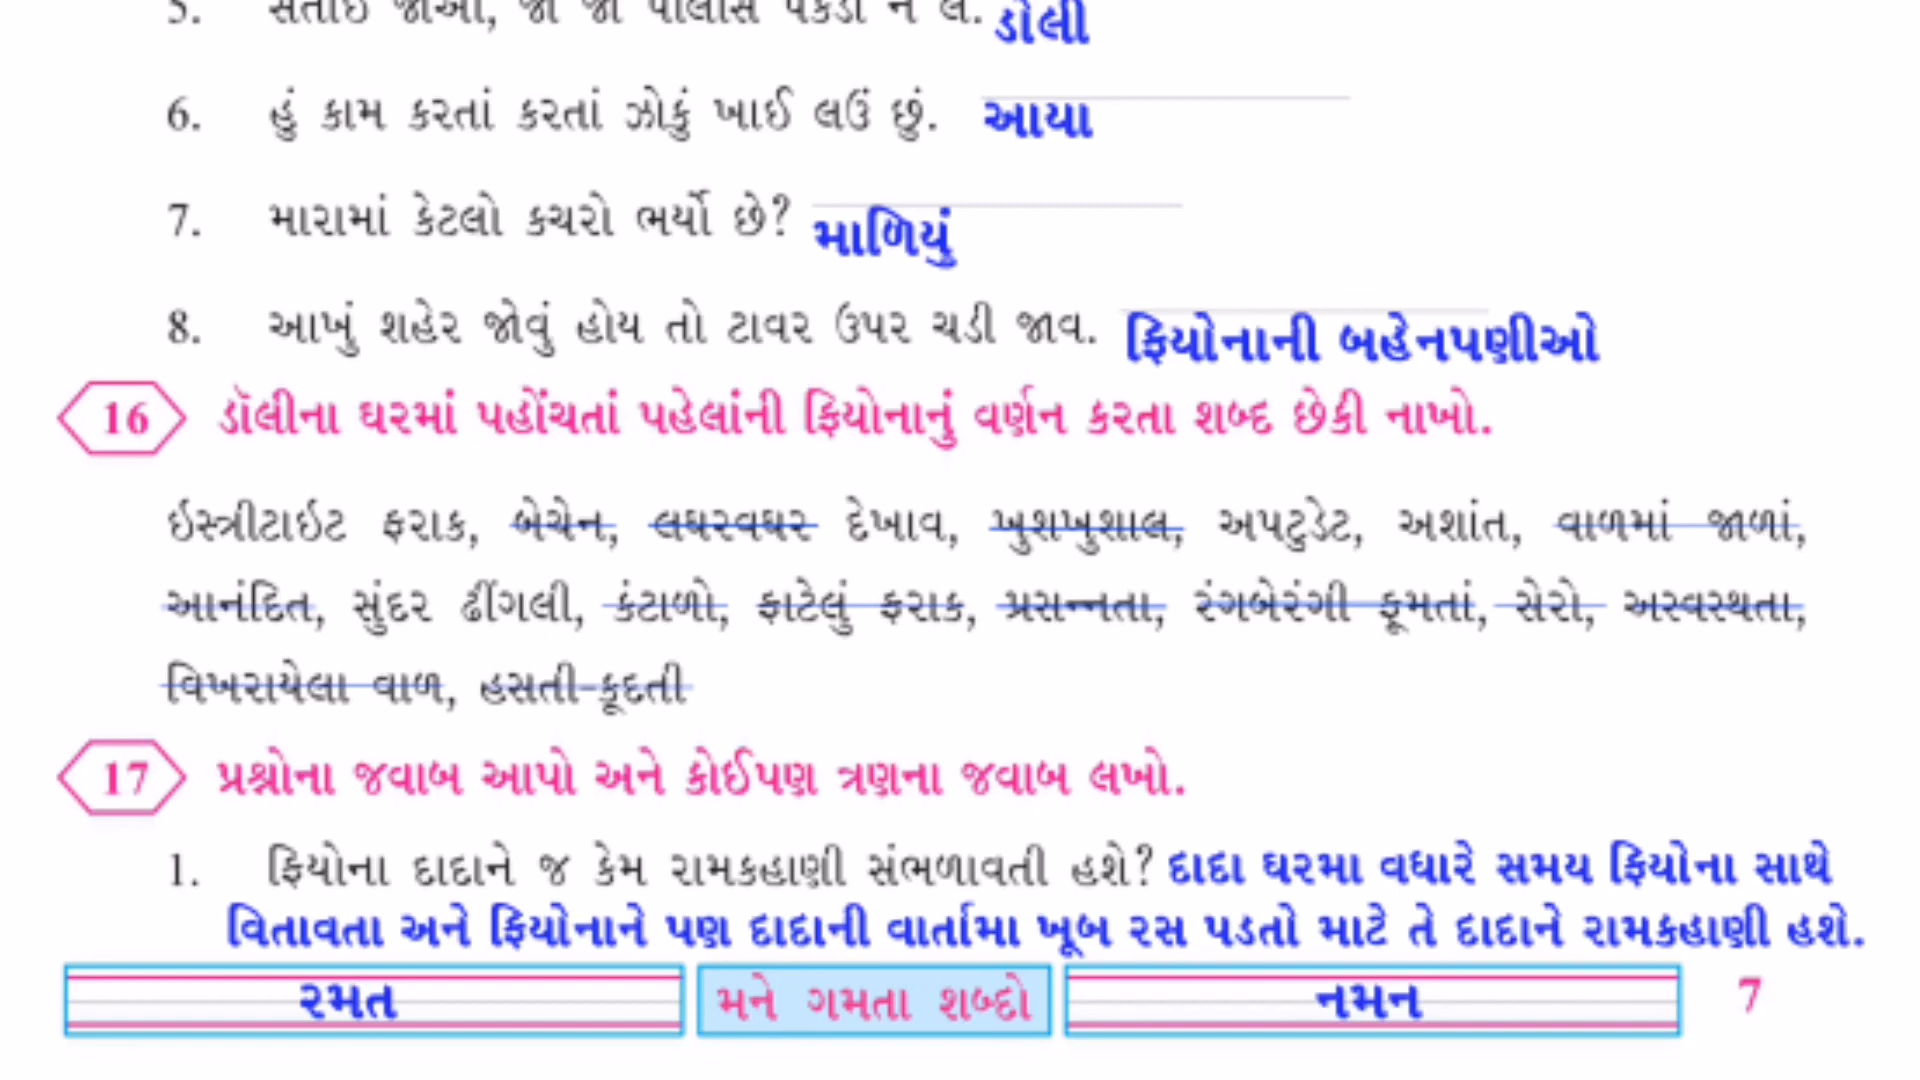 5. સંતાઈ જાઓ, જો જો પોલીસ પકડી ન લે. ડોલી
6. હું કામ કરતાં કરતાં ઝોકું ખાઈ લઉં છું. આયા
7. મારામાં કેટલો કચરો ભર્યો છે? માળિયું
8. આખું શહેર જોવું હોય તો ટાવર ઉપર ચડી જાવ. ફિયોનાની બહેનપણીઓ
16 ડૉલીના ઘરમાં પહોંચતાં પહેલાંની ફિયોનાનું વર્ણન કરતા શબ્દ છેકી નાખો.
ઇસ્ત્રીટાઇટ ફરાક, બેચેન, લઘરવઘર દેખાવ, ખુશખુશાલ, અપટુડેટ, અશાંત, વાળમાં જાળાં,
આનંદિત, સુંદર ઢીંગલી, કંટાળો, ફાટેલું ફરાક, પ્રસન્નતા, રંગબેરંગી ફૂમતાં, સેરો, અસ્વસ્થતા,
વિખરાયેલા વાળ, હસતી-કૂદતી
17 પ્રશ્નોના જવાબ આપો અને કોઈપણ ત્રણના જવાબ લખો.
1. ફિયોના દાદાને જ કેમ રામકહાણી સંભળાવતી હશે? દાદા ઘરમા વધારે સમય ફિયોના સાથે
વિતાવતા અને ફિયોનાને પણ દાદાની વાર્તામા ખૂબ રસ પડતો માટે તે દાદાને રામકહાણી હશે.
રમત મને ગમતા શબ્દો નમન 7